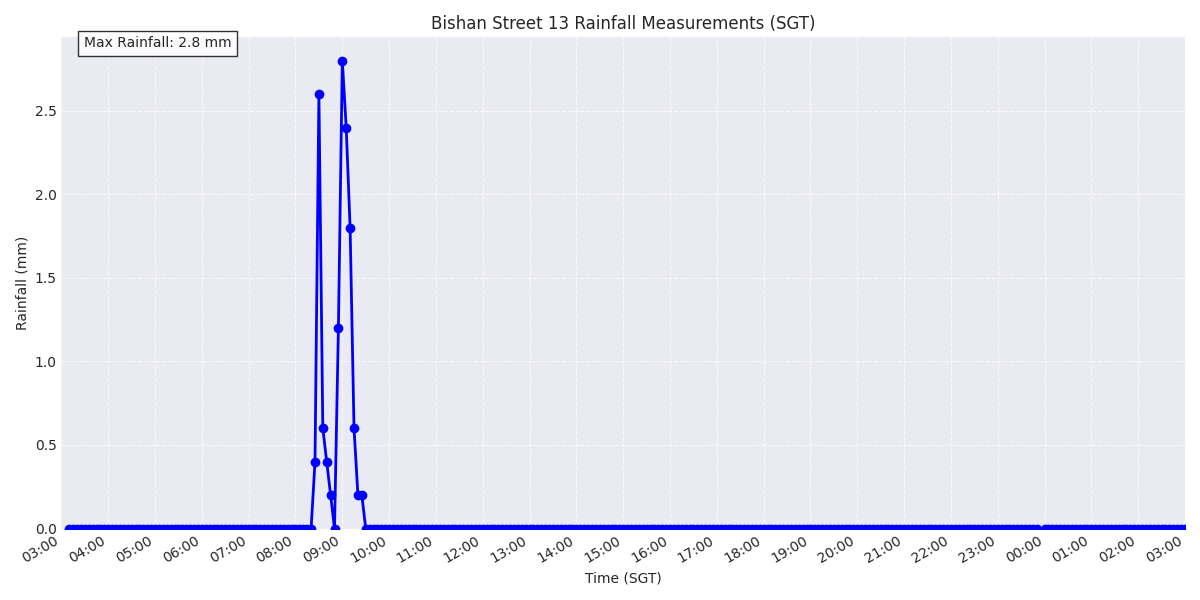 Bishan Street 13 Rainfall Measurements (SGT)
Max Rainfall: 2.8 mm
Rainfall (mm)
2.5
2.0
1.5
1.0
0.5
0.0
03:00 04:00 05:00 06:00 07:00 08:00 09:00 10:00 11:00 12:00 13:00 14:00 15:00 16:00 17:00 18:00 19:00 20:00 21:00 22:00 23:00 00:00 01:00 02:00 03:00
Time (SGT)